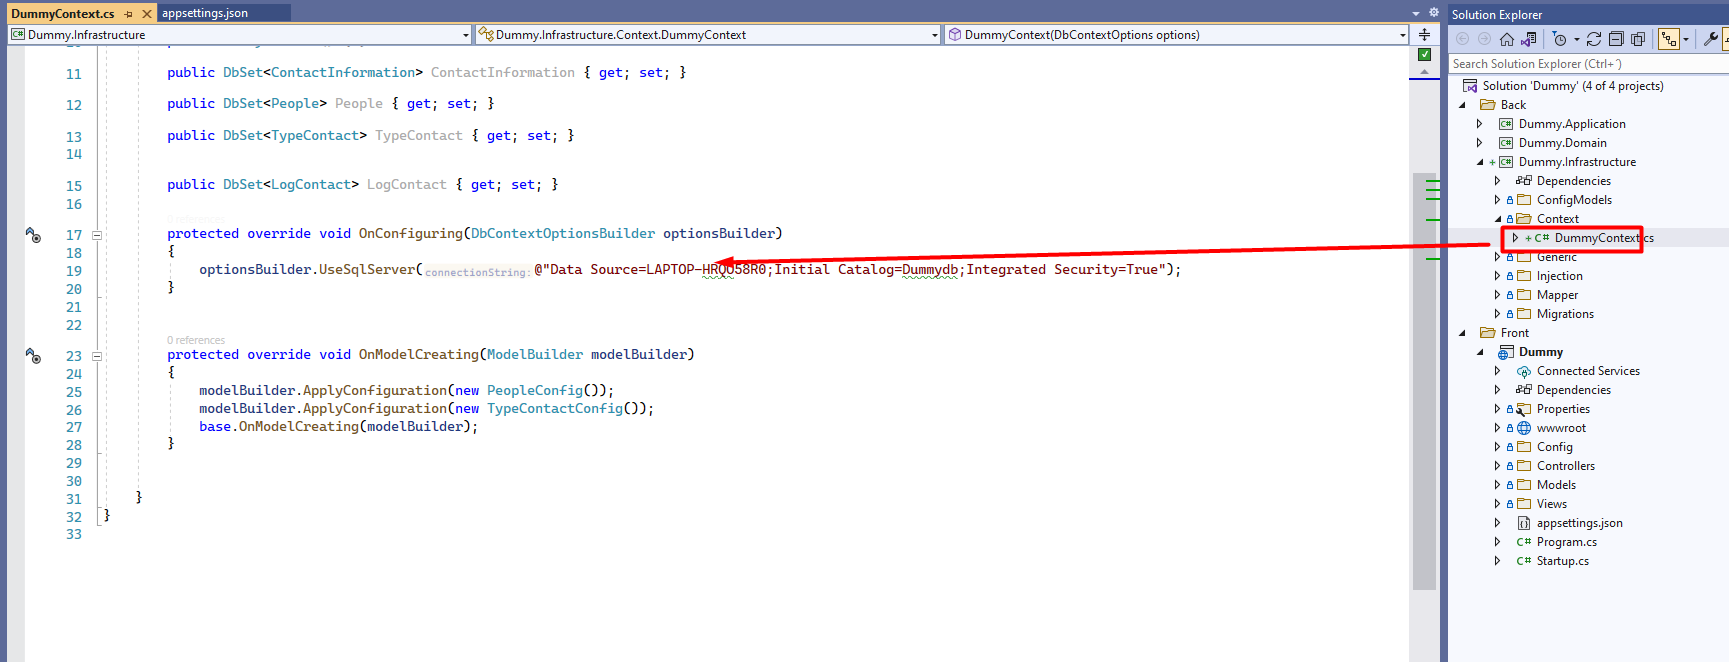 DummyContext.cs
appsettings.json
Dummy.Infrastructure
Dummy.Infrastructure.Context.DummyContext
DummyContext(DbContextOptions options)
11 public DbSet<ContactInformation> ContactInformation { get; set; }
12 public DbSet<People> People { get; set; }
13 public DbSet<TypeContact> TypeContact { get; set; }
14
15 public DbSet<LogContact> LogContact { get; set; }
16
0 references
17 protected override void OnConfiguring(DbContextOptionsBuilder optionsBuilder)
18 {
19 optionsBuilder.UseSqlServer(connectionString: @"Data Source=LAPTOP-HRQO58R0;Initial Catalog=Dummydb;Integrated Security=True");
20 }
21
22
0 references
23 protected override void OnModelCreating(ModelBuilder modelBuilder)
24 {
25 modelBuilder.ApplyConfiguration(new PeopleConfig());
26 modelBuilder.ApplyConfiguration(new TypeContactConfig());
27 base.OnModelCreating(modelBuilder);
28 }
29
30
31 }
32 }
33
Solution Explorer
Search Solution Explorer (Ctrl+´)
Solution 'Dummy' (4 of 4 projects)
Back
C# Dummy.Application
C# Dummy.Domain
C# Dummy.Infrastructure
Dependencies
ConfigModels
Context
C# DummyContext.cs
Generic
Injection
Mapper
Migrations
Front
Dummy
Connected Services
Dependencies
Properties
wwwroot
Config
Controllers
Models
Views
appsettings.json
C# Program.cs
C# Startup.cs